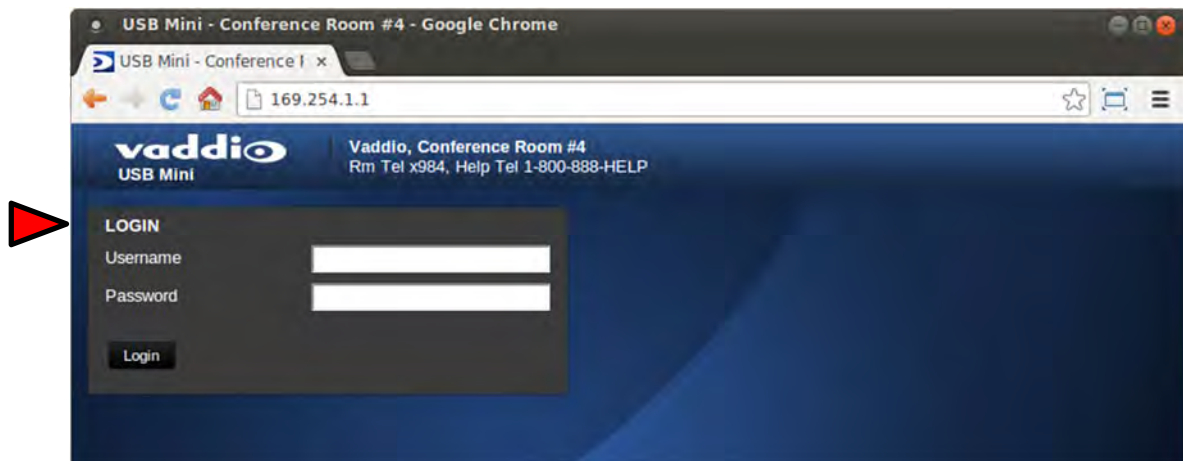 USB Mini - Conference Room #4 - Google Chrome
USB Mini - Conference
169.254.1.1
vaddio
USB Mini
Vaddio, Conference Room #4
Rm Tel x984, Help Tel 1-800-888-HELP
LOGIN
Username
Password
Login